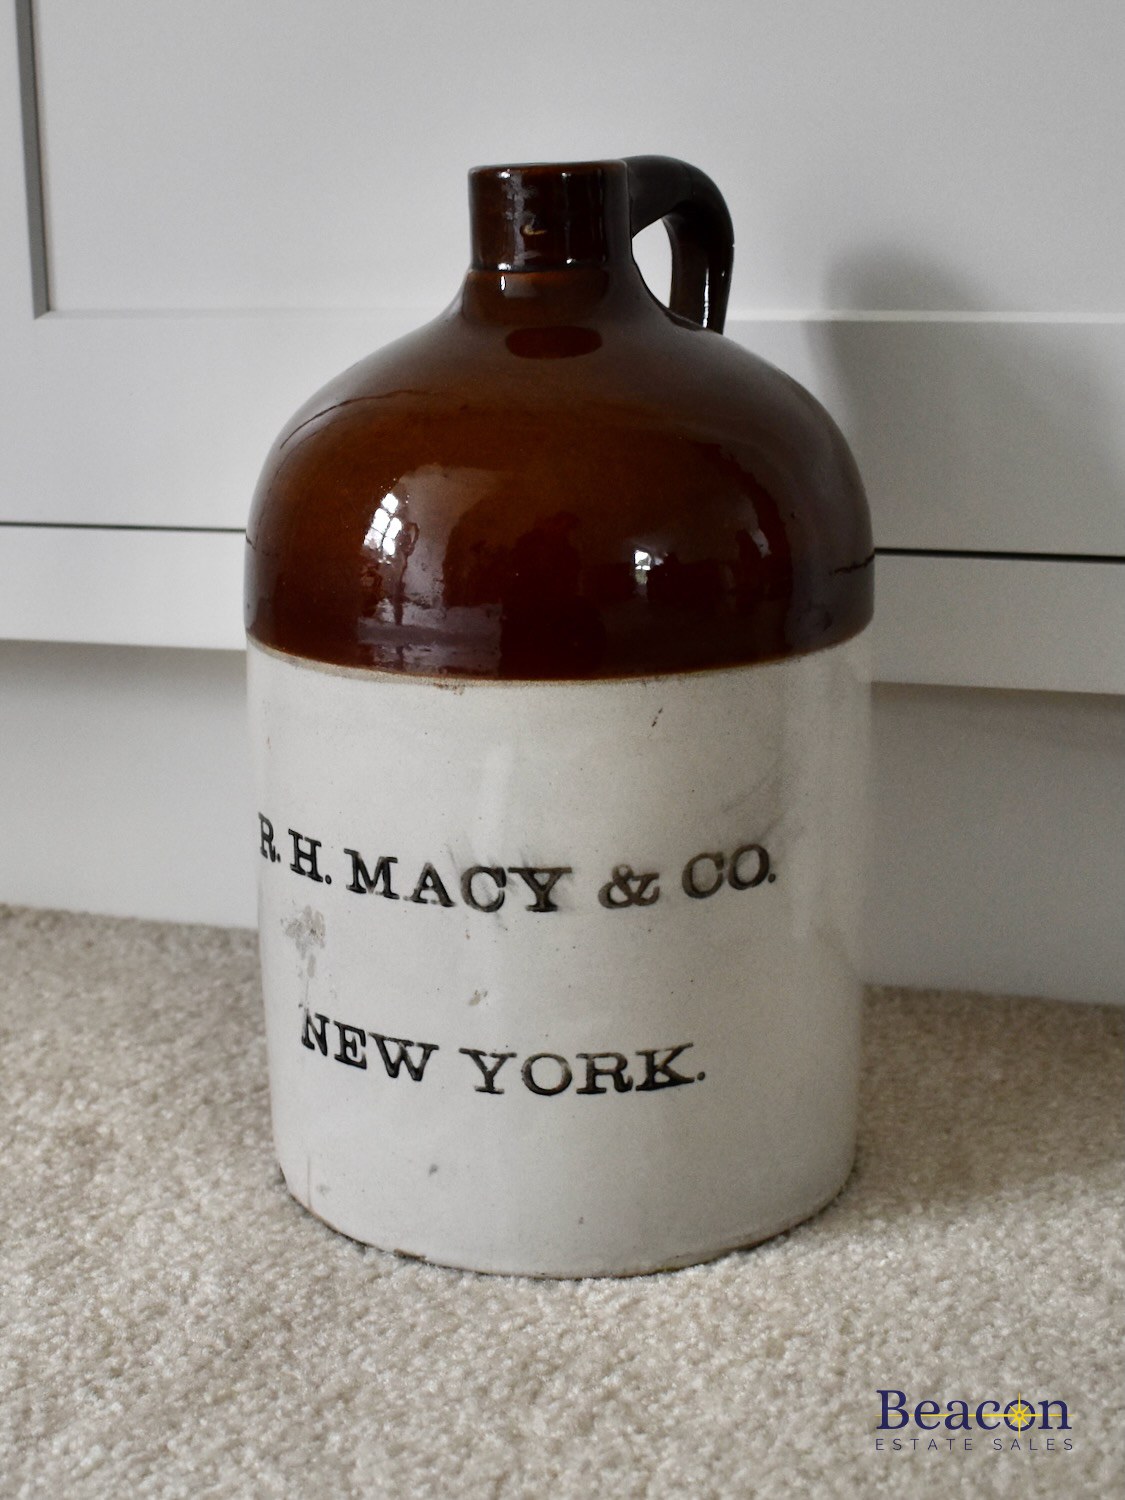 R. H. MACY & CO.
NEW YORK.
Beacon
ESTATE SALES